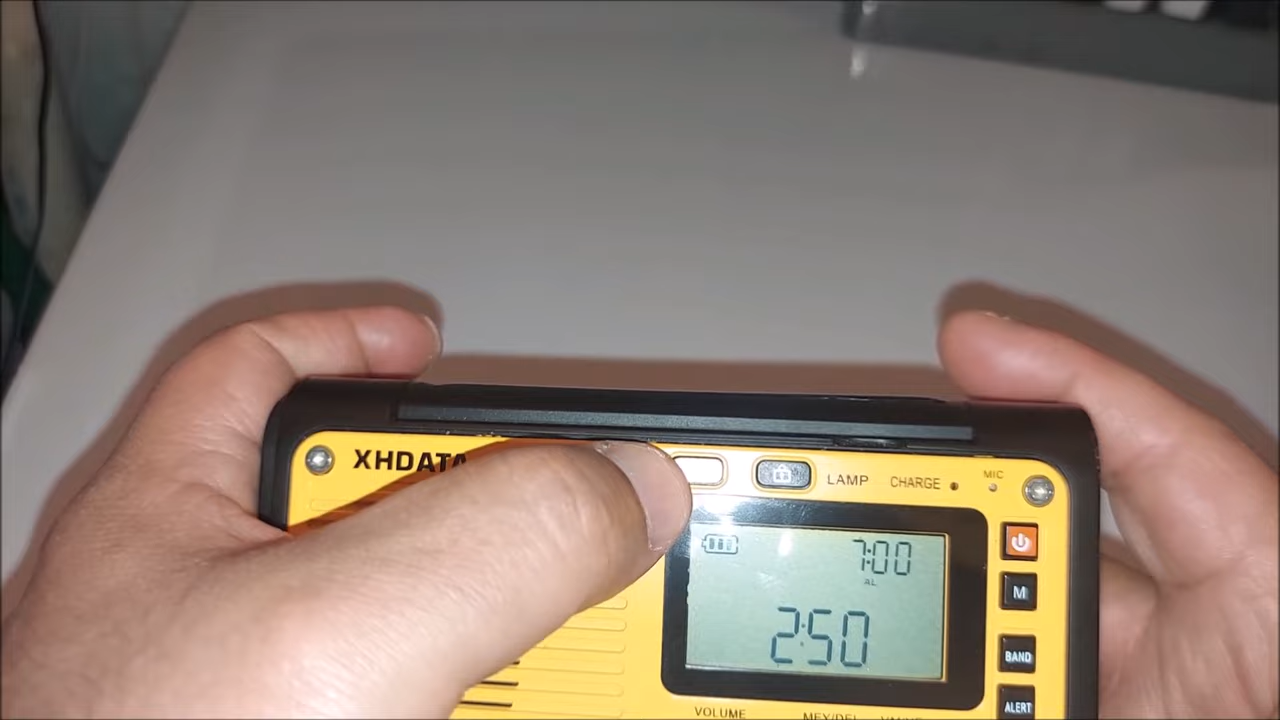 XHDATA
LAMP
CHARGE
MIC
7:00
AL
2:50
M
BAND
ALERT
VOLUME